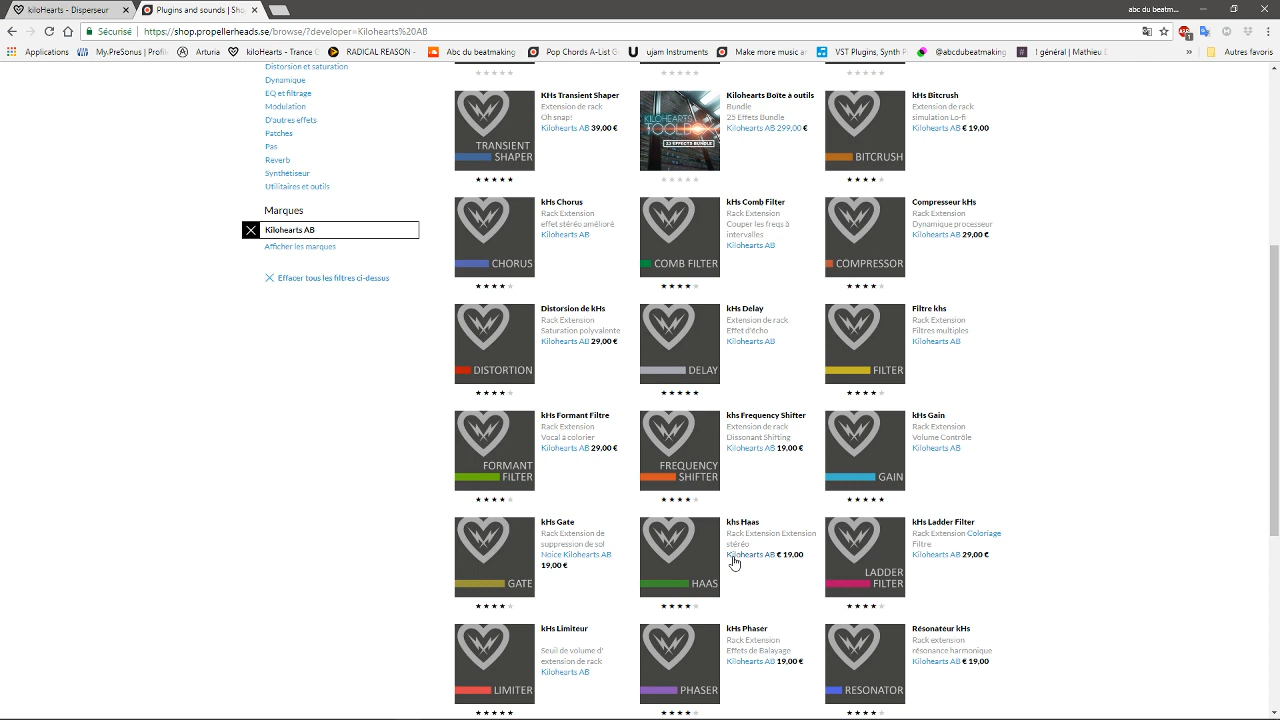 kiloHearts - Disperseur
Plugins and sounds | Sho
abc du beatm...
Sécurisé
https://shop.propellerheads.se/browse/?developer=Kilohearts%20AB
Applications
My.PreSonus | Profile
Arturia
kiloHearts - Trance G
RADICAL REASON -
Abc du beatmaking
Pop Chords A-List G
ujam Instruments
Make more music an
VST Plugins, Synth P
@abcdubeatmaking
! général | Mathieu D
»
Autres favoris
Distorsion et saturation
Dynamique
EQ et filtrage
Modulation
D'autres effets
Patches
Pas
Reverb
Synthétiseur
Utilitaires et outils
Marques
Kilohearts AB
Afficher les marques
Effacer tous les filtres ci-dessus
TRANSIENT
SHAPER
KHs Transient Shaper
Extension de rack
Oh snap!
Kilohearts AB 39,00 €
KILOHEARTS
TOOLBOX
Kilohearts Boîte à outils
Bundle
25 Effets Bundle
Kilohearts AB 299,00 €
BITCRUSH
kHs Bitcrush
Extension de rack
simulation Lo-fi
Kilohearts AB € 19,00
CHORUS
kHs Chorus
Rack Extension
effet stéréo amélioré
Kilohearts AB
COMB FILTER
kHs Comb Filter
Rack Extension
Couper les freqs à
intervalles
Kilohearts AB
COMPRESSOR
Compresseur kHs
Rack Extension
Dynamique processeur
Kilohearts AB 29,00 €
DISTORTION
Distorsion de kHs
Rack Extension
Saturation polyvalente
Kilohearts AB 29,00 €
DELAY
kHs Delay
Extension de rack
Effet d'écho
Kilohearts AB
FILTER
Filtre khs
Rack Extension
Filtres multiples
Kilohearts AB
FORMANT
FILTER
kHs Formant Filtre
Rack Extension
Vocal à colorier
Kilohearts AB 29,00 €
FREQUENCY
SHIFTER
khs Frequency Shifter
Extension de rack
Dissonant Shifting
Kilohearts AB 19,00 €
GAIN
kHs Gain
Rack Extension
Volume Contrôle
Kilohearts AB
GATE
kHs Gate
Rack Extension de
suppression de sol
Noice Kilohearts AB
19,00 €
HAAS
khs Haas
Rack Extension Extension
stéréo
Kilohearts AB € 19,00
LADDER
FILTER
kHs Ladder Filter
Rack Extension Coloriage
Filtre
Kilohearts AB 29,00 €
LIMITER
kHs Limiteur
Seuil de volume d'
extension de rack
Kilohearts AB
PHASER
kHs Phaser
Rack Extension
Effets de Balayage
Kilohearts AB 19,00 €
RESONATOR
Résonateur kHs
Rack extension
résonance harmonique
Kilohearts AB € 19,00